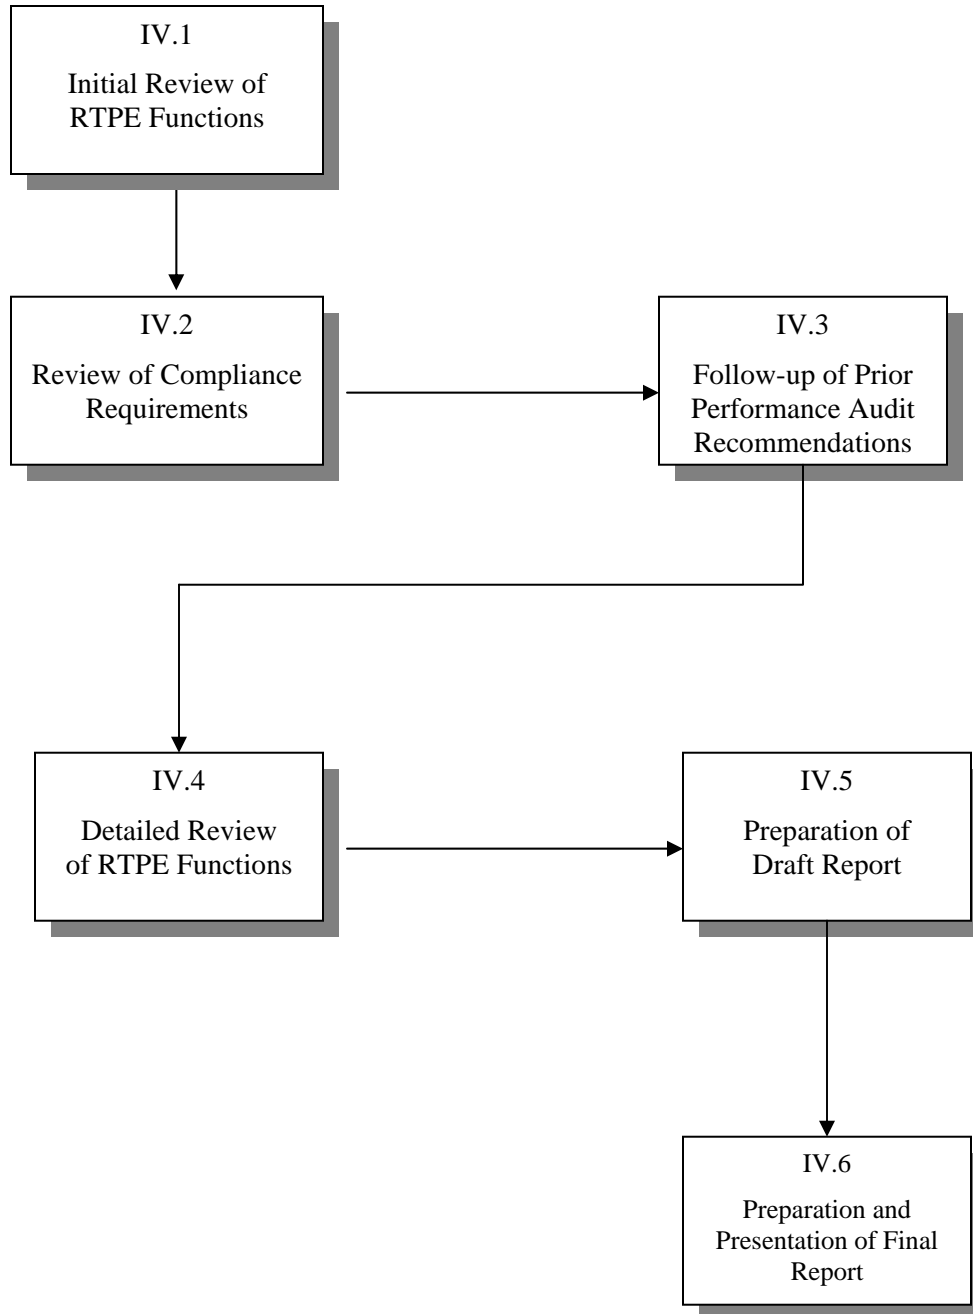 IV.1
Initial Review of
RTPE Functions
IV.2
Review of Compliance
Requirements
IV.3
Follow-up of Prior
Performance Audit
Recommendations
IV.4
Detailed Review
of RTPE Functions
IV.5
Preparation of
Draft Report
IV.6
Preparation and
Presentation of Final
Report